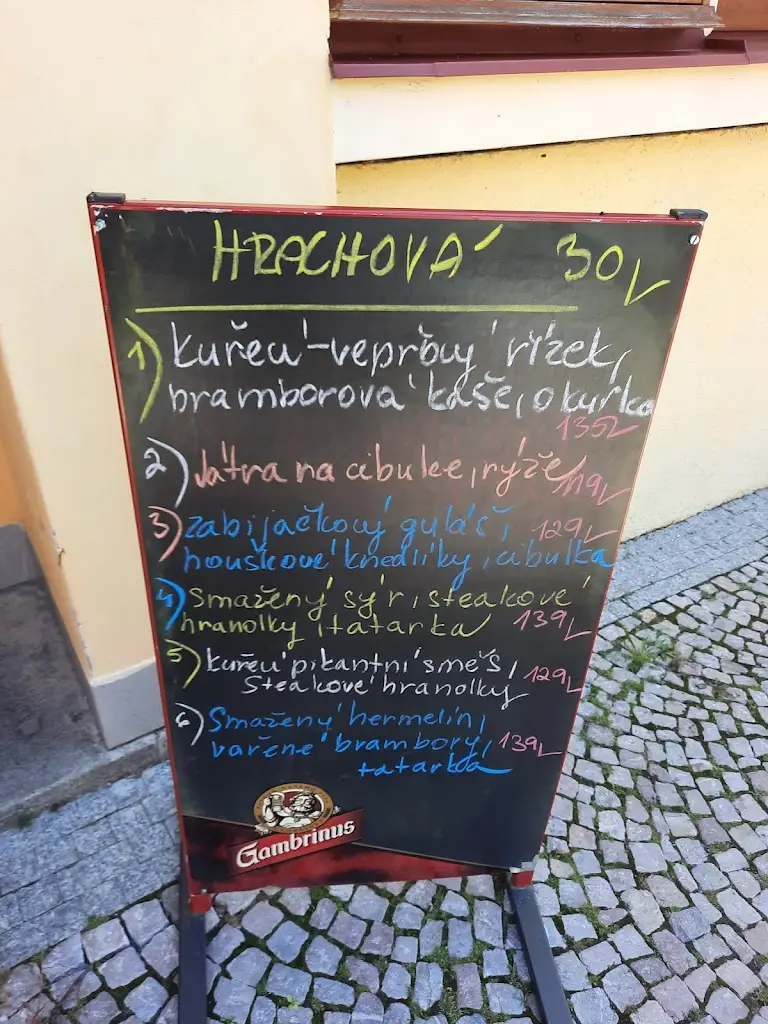 HRACHOVÁ 30,-
1) Kuřecí-vepřový řízek,
bramborová kaše, okurka
135,-
2) Játra na cibulce, rýže 119,-
3) Zabijačkový guláš, 129,-
houskové knedlíky, cibulka
4) Smažený sýr, steakové
hranolky, tatarka 139,-
5) Kuřecí pikantní směs, 129,-
steakové hranolky
6) Smažený hermelín,
vařené brambory, 139,-
tatarka
Gambrinus